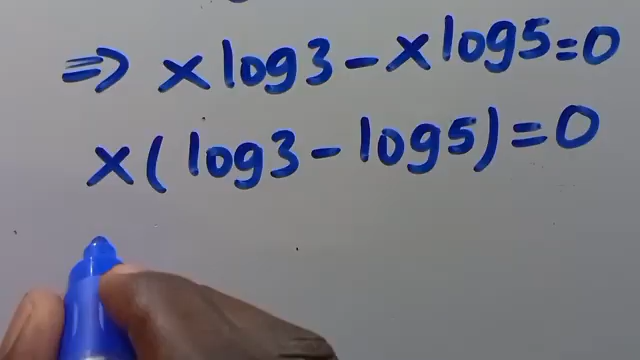 ⇒ x log3 - x log5 = 0
x ( log3 - log5 ) = 0